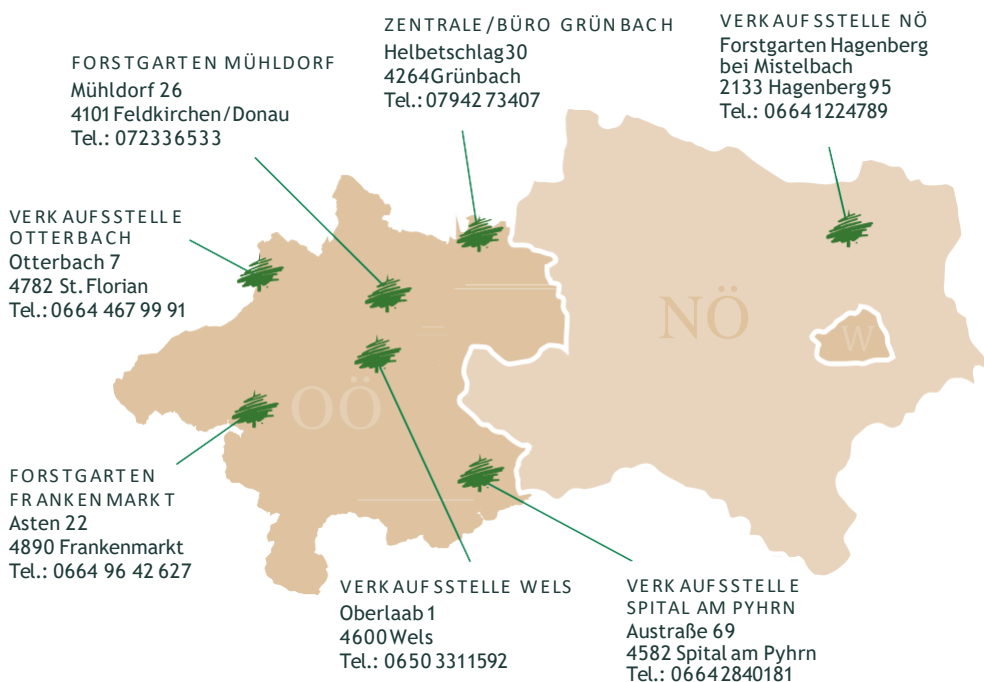 ZENTRALE/BÜRO GRÜNBACH
Helbetschlag 30
4264 Grünbach
Tel.: 07942 73407
VERKAUFSSTELLE NÖ
Forstgarten Hagenberg
bei Mistelbach
2133 Hagenberg 95
Tel.: 06641224789
FORSTGARTEN MÜHLDORF
Mühldorf 26
4101 Feldkirchen/Donau
Tel.: 072336533
VERKAUFSSTELLE
OTTERBACH
Otterbach 7
4782 St. Florian
Tel.: 0664 467 99 91
NÖ
W
OÖ
FORSTGARTEN
FRANKENMARKT
Asten 22
4890 Frankenmarkt
Tel.: 0664 96 42 627
VERKAUFSSTELLE WELS
Oberlaab 1
4600 Wels
Tel.: 0650 3311592
VERKAUFSSTELLE
SPITAL AM PYHRN
Austraße 69
4582 Spital am Pyhrn
Tel.: 06642840181